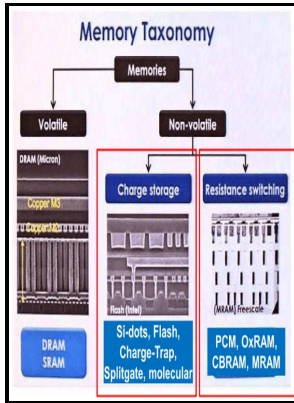 Memory Taxonomy
Memories
Volatile
Non-volatile
DRAM (Micron)
Copper M3
Charge storage
Resistance switching
Flash (Intel)
(MRAM) Freescale
DRAM
SRAM
Si-dots, Flash,
Charge-Trap,
Splitgate, molecular
PCM, OxRAM,
CBRAM, MRAM